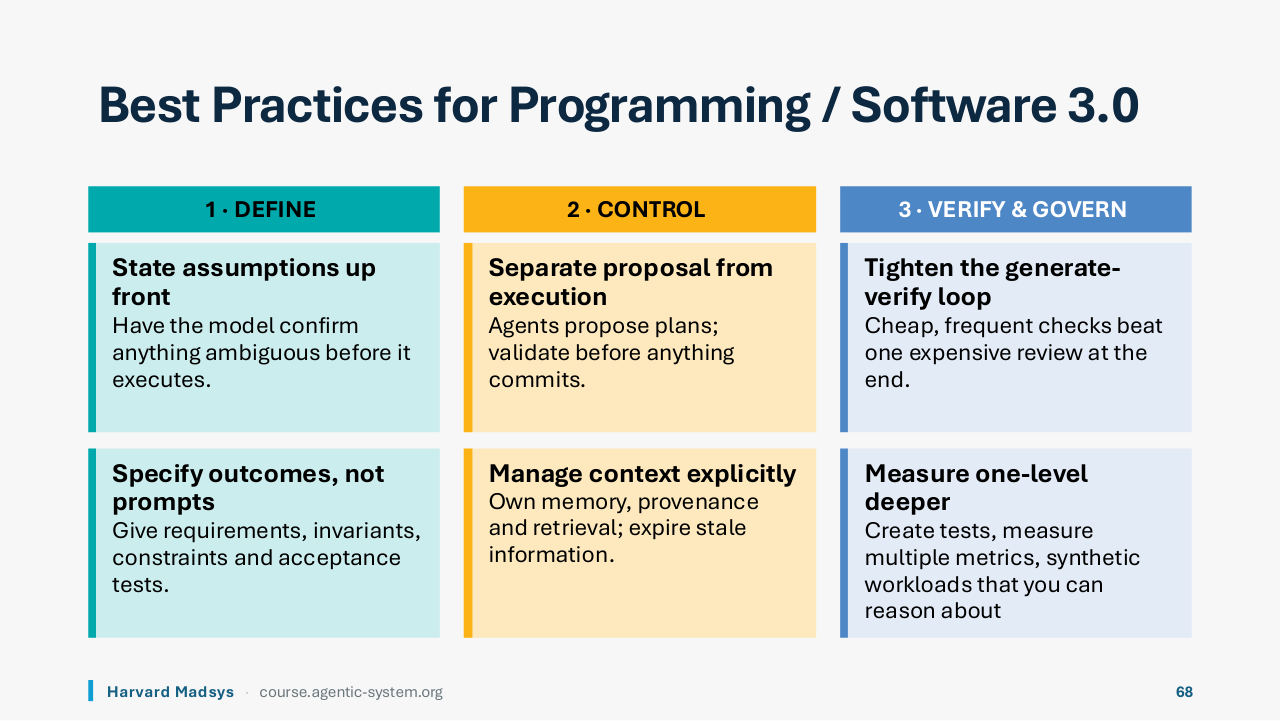 Best Practices for Programming / Software 3.0
1 · DEFINE
State assumptions up
front
Have the model confirm
anything ambiguous before it
executes.
Specify outcomes, not
prompts
Give requirements, invariants,
constraints and acceptance
tests.
2 · CONTROL
Separate proposal from
execution
Agents propose plans;
validate before anything
commits.
Manage context explicitly
Own memory, provenance
and retrieval; expire stale
information.
3 · VERIFY & GOVERN
Tighten the generate-
verify loop
Cheap, frequent checks beat
one expensive review at the
end.
Measure one-level
deeper
Create tests, measure
multiple metrics, synthetic
workloads that you can
reason about
Harvard Madsys · course.agentic-system.org
68